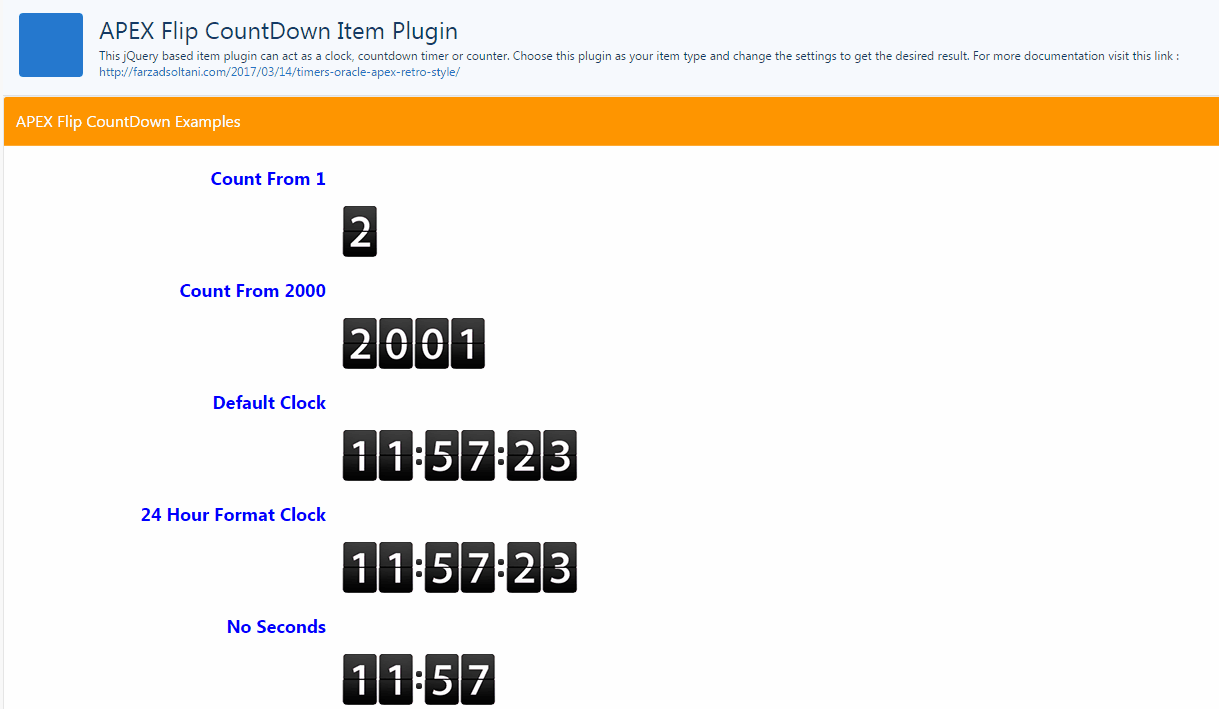 APEX Flip CountDown Item Plugin
This jQuery based item plugin can act as a clock, countdown timer or counter. Choose this plugin as your item type and change the settings to get the desired result. For more documentation visit this link :
http://farzadsoltani.com/2017/03/14/timers-oracle-apex-retro-style/
APEX Flip CountDown Examples
Count From 1
2
Count From 2000
2001
Default Clock
11:57:23
24 Hour Format Clock
11:57:23
No Seconds
11:57